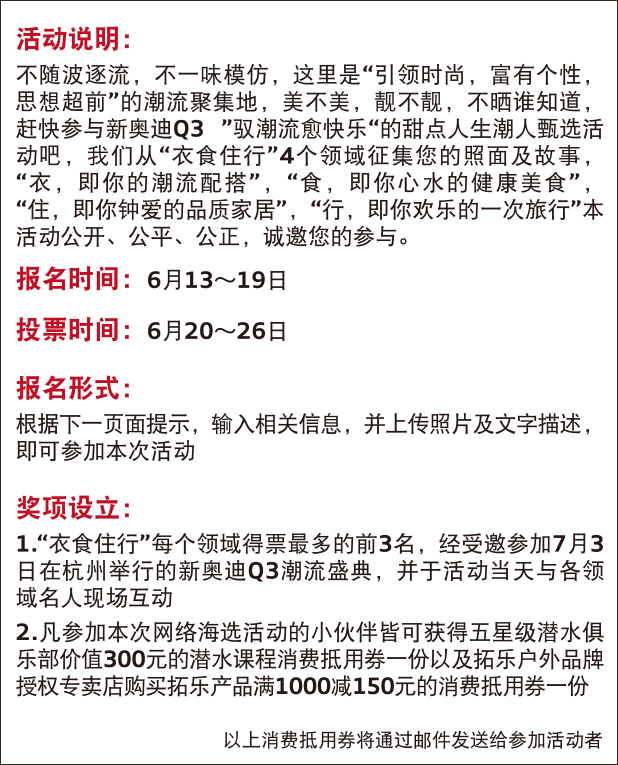 活动说明：
不随波逐流，不一味模仿，这里是“引领时尚，富有个性，
思想超前”的潮流聚集地，美不美，靓不靓，不晒谁知道，
赶快参与新奥迪Q3 ”驭潮流愈快乐“的甜点人生潮人甄选活
动吧，我们从“衣食住行”4个领域征集您的照面及故事，
“衣，即你的潮流配搭”，“食，即你心水的健康美食”，
“住，即你钟爱的品质家居”，“行，即你欢乐的一次旅行”本
活动公开、公平、公正，诚邀您的参与。
报名时间：6月13～19日
投票时间：6月20～26日
报名形式：
根据下一页面提示，输入相关信息，并上传照片及文字描述，
即可参加本次活动
奖项设立：
1.“衣食住行”每个领域得票最多的前3名，经受邀参加7月3
日在杭州举行的新奥迪Q3潮流盛典，并于活动当天与各领
域名人现场互动
2.凡参加本次网络海选活动的小伙伴皆可获得五星级潜水俱
乐部价值300元的潜水课程消费抵用券一份以及拓乐户外品牌
授权专卖店购买拓乐产品满1000减150元的消费抵用券一份
以上消费抵用券将通过邮件发送给参加活动者